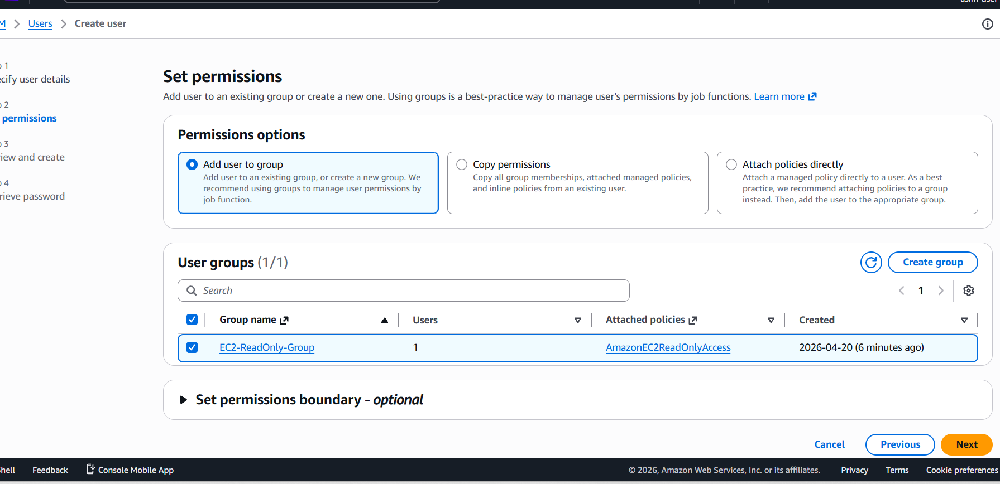 Users
Create user
1
user details
2
permissions
3
and create
4
password
Set permissions
Add user to an existing group or create a new one. Using groups is a best-practice way to manage user's permissions by job functions. Learn more
Permissions options
Add user to group
Add user to an existing group, or create a new group. We
recommend using groups to manage user permissions by
job function.
Copy permissions
Copy all group memberships, attached managed policies,
and inline policies from an existing user.
Attach policies directly
Attach a managed policy directly to a user. As a best
practice, we recommend attaching policies to a group
instead. Then, add the user to the appropriate group.
User groups (1/1)
Create group
Search
1
Group name Users Attached policies Created
EC2-ReadOnly-Group 1 AmazonEC2ReadOnlyAccess 2026-04-20 (6 minutes ago)
Set permissions boundary - optional
Cancel Previous Next
Feedback Console Mobile App © 2026, Amazon Web Services, Inc. or its affiliates. Privacy Terms Cookie preferences